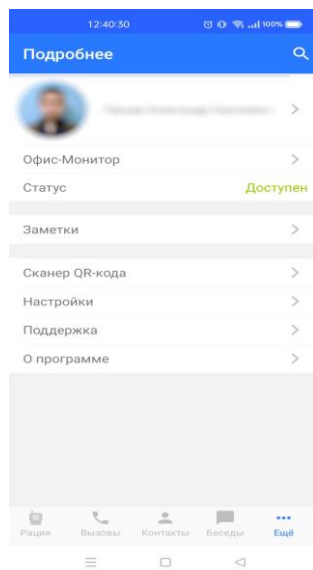 12:40:30
100%
Подробнее
Офис-Монитор
Статус Доступен
Заметки
Сканер QR-кода
Настройки
Поддержка
О программе
Рация Вызовы Контакты Беседы Ещё